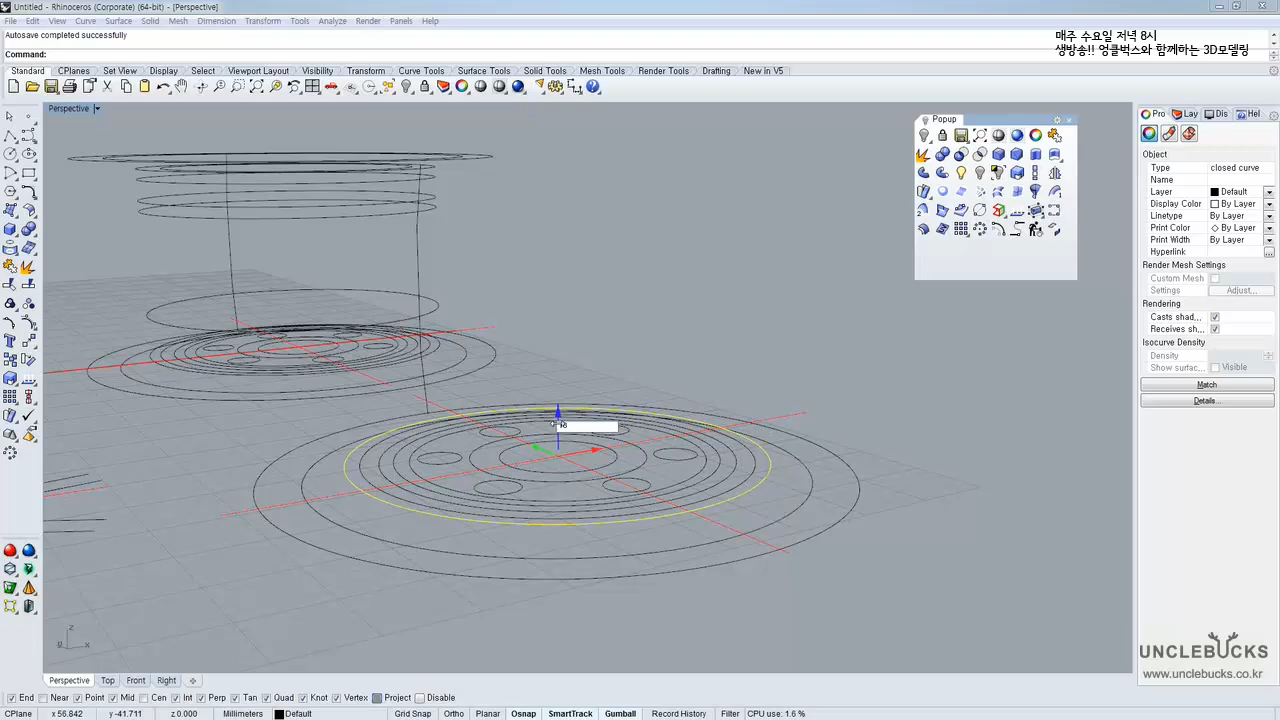 Untitled - Rhinoceros (Corporate) (64-bit) - [Perspective]
File Edit View Curve Surface Solid Mesh Dimension Transform Tools Analyze Render Panels Help
Autosave completed successfully
Command:
매주 수요일 저녁 8시
생방송!! 엉클벅스와 함께하는 3D모델링
Standard CPlanes Set View Display Select Viewport Layout Visibility Transform Curve Tools Surface Tools Solid Tools Mesh Tools Render Tools Drafting New in V5
Perspective
Popup
Pro Lay Dis Hel
Object
Type closed curve
Name
Layer Default
Display Color By Layer
Linetype By Layer
Print Color By Layer
Print Width By Layer
Hyperlink ...
Render Mesh Settings
Custom Mesh
Settings Adjust...
Rendering
Casts shad...
Receives sh...
Isocurve Density
Density
Show surfac... Visible
Match
Details...
z
y x
UNCLEBUCKS
www.unclebucks.co.kr
Perspective Top Front Right
End Near Point Mid Cen Int Perp Tan Quad Knot Vertex Project Disable
CPlane x 56.842 y -41.711 z 0.000 Millimeters Default Grid Snap Ortho Planar Osnap SmartTrack Gumball Record History Filter CPU use: 1.6 %